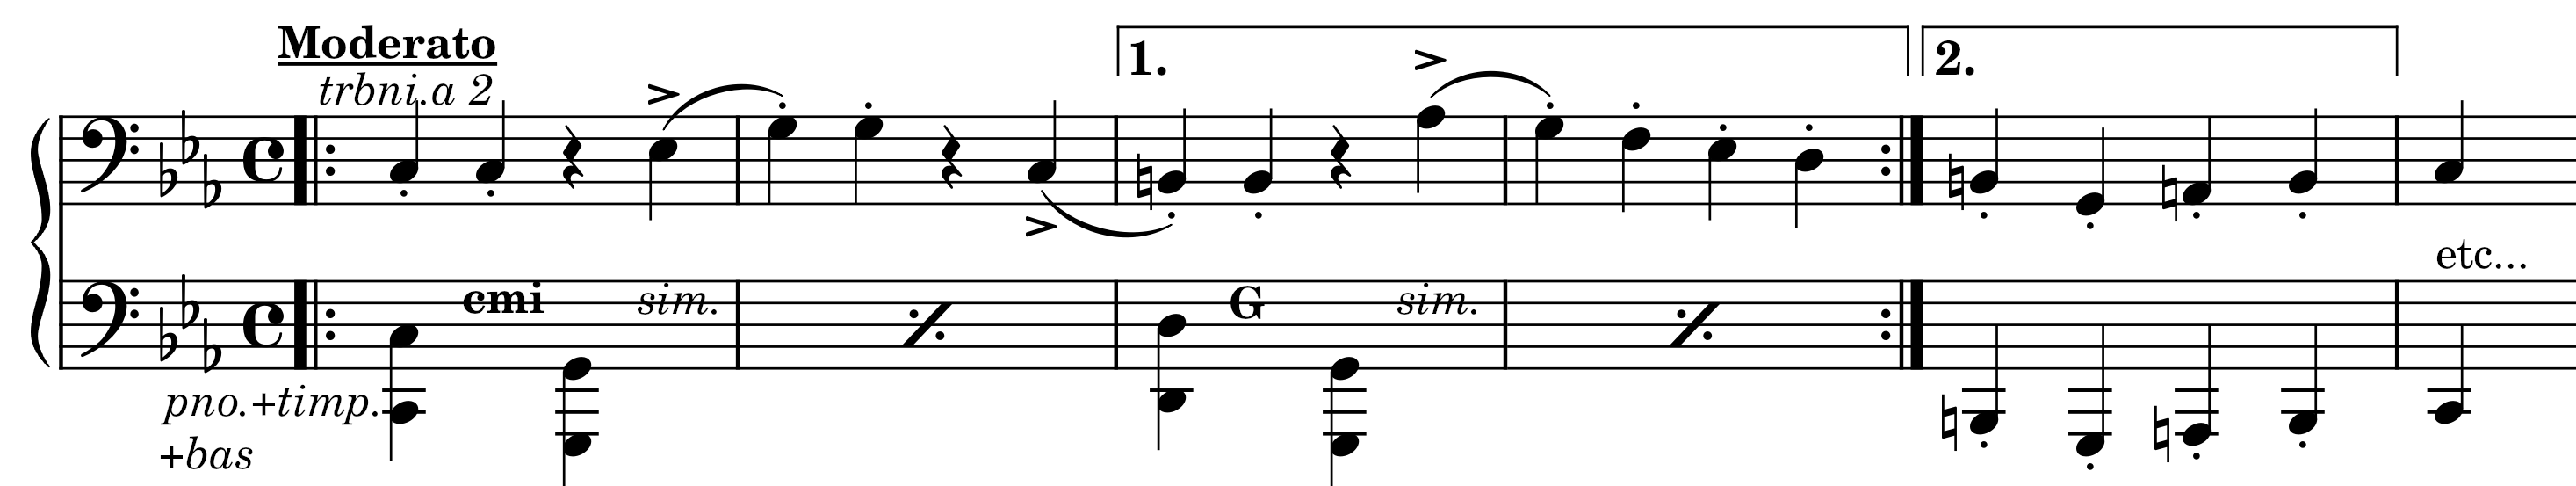 Moderato
trbni.a 2
1.
2.
etc...
cmi
sim.
G
sim.
pno.+timp.
+bas